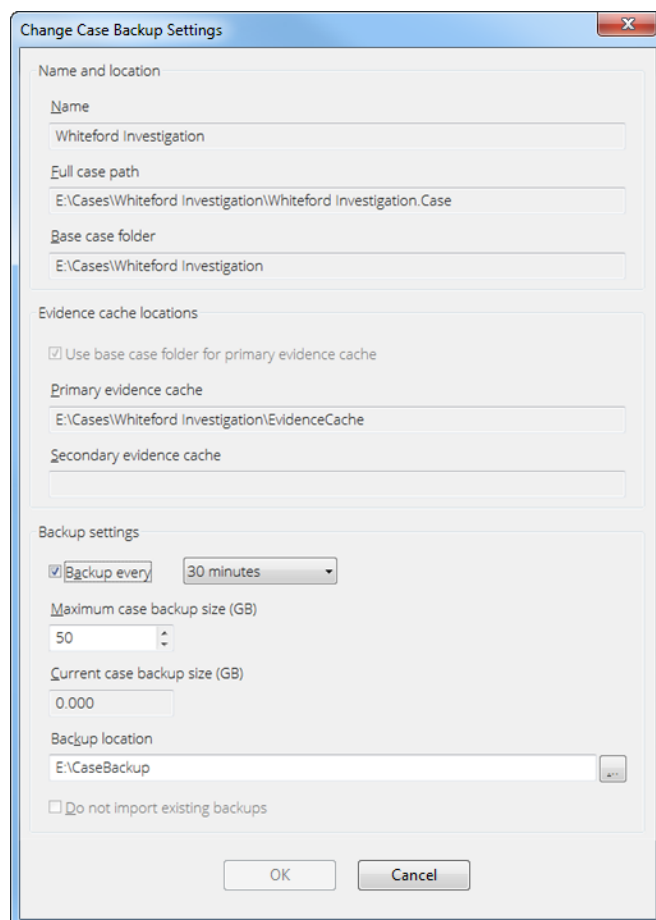 Change Case Backup Settings
Name and location
Name
Whiteford Investigation
Full case path
E:\Cases\Whiteford Investigation\Whiteford Investigation.Case
Base case folder
E:\Cases\Whiteford Investigation
Evidence cache locations
Use base case folder for primary evidence cache
Primary evidence cache
E:\Cases\Whiteford Investigation\EvidenceCache
Secondary evidence cache
Backup settings
Backup every 30 minutes
Maximum case backup size (GB)
50
Current case backup size (GB)
0.000
Backup location
E:\CaseBackup ...
Do not import existing backups
OK Cancel